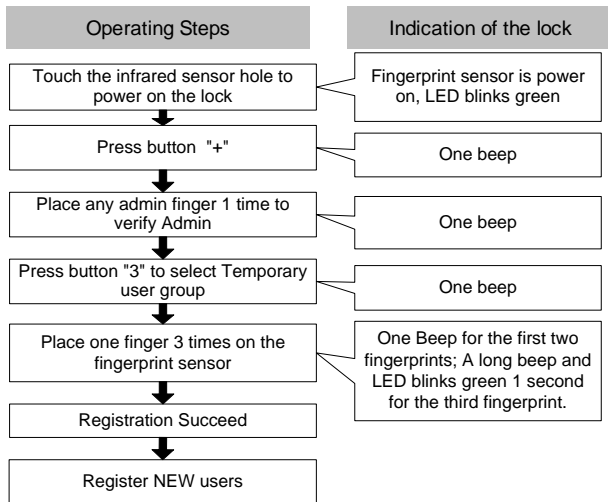 Operating Steps
Indication of the lock
Touch the infrared sensor hole to
power on the lock
Fingerprint sensor is power
on, LED blinks green
Press button "+"
One beep
Place any admin finger 1 time to
verify Admin
One beep
Press button "3" to select Temporary
user group
One beep
Place one finger 3 times on the
fingerprint sensor
One Beep for the first two
fingerprints; A long beep and
LED blinks green 1 second
for the third fingerprint.
Registration Succeed
Register NEW users